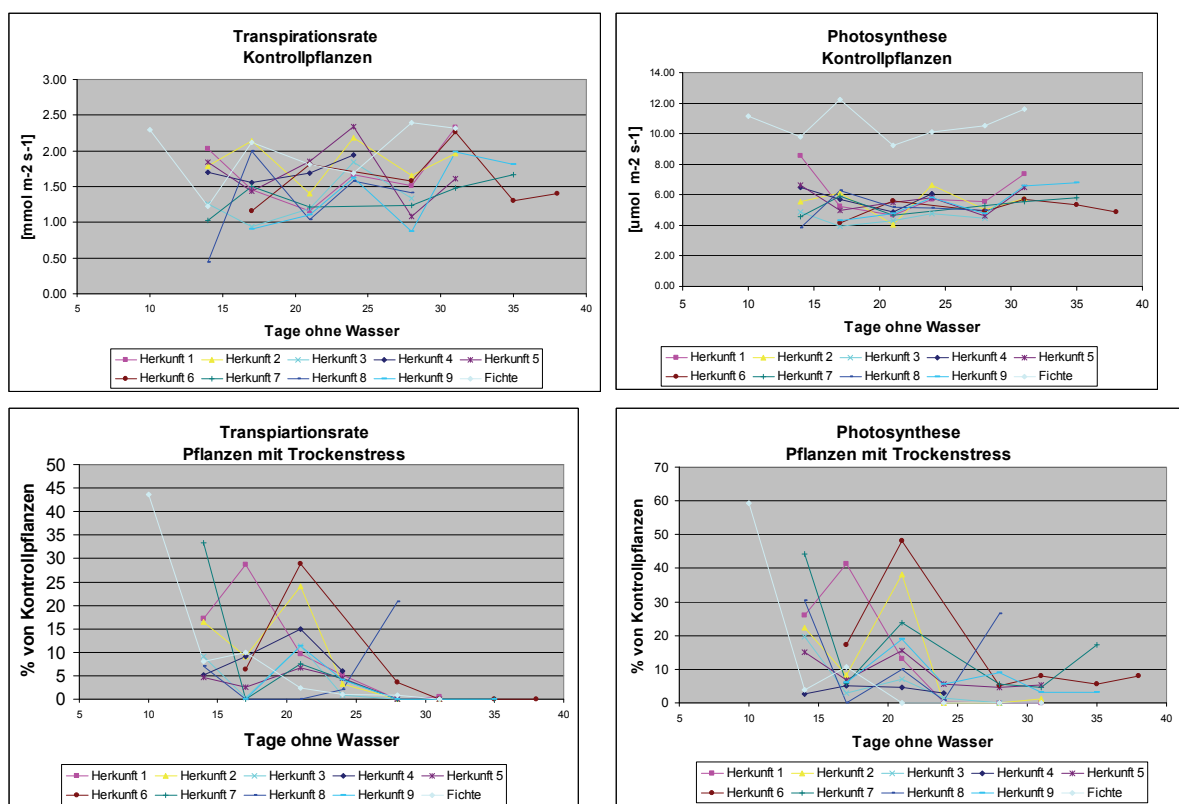 Transpirationsrate
Kontrollpflanzen
[mmol m-2 s-1]
3.00
2.50
2.00
1.50
1.00
0.50
0.00
5 10 15 20 25 30 35 40
Tage ohne Wasser
Herkunft 1 Herkunft 2 Herkunft 3 Herkunft 4 Herkunft 5
Herkunft 6 Herkunft 7 Herkunft 8 Herkunft 9 Fichte
Photosynthese
Kontrollpflanzen
[umol m-2 s-1]
14.00
12.00
10.00
8.00
6.00
4.00
2.00
0.00
5 10 15 20 25 30 35 40
Tage ohne Wasser
Herkunft 1 Herkunft 2 Herkunft 3 Herkunft 4 Herkunft 5
Herkunft 6 Herkunft 7 Herkunft 8 Herkunft 9 Fichte
Transpiartionsrate
Pflanzen mit Trockenstress
% von Kontrollpflanzen
50
45
40
35
30
25
20
15
10
5
0
5 10 15 20 25 30 35 40
Tage ohne Wasser
Herkunft 1 Herkunft 2 Herkunft 3 Herkunft 4 Herkunft 5
Herkunft 6 Herkunft 7 Herkunft 8 Herkunft 9 Fichte
Photosynthese
Pflanzen mit Trockenstress
% von Kontrollpflanzen
70
60
50
40
30
20
10
0
5 10 15 20 25 30 35 40
Tage ohne Wasser
Herkunft 1 Herkunft 2 Herkunft 3 Herkunft 4 Herkunft 5
Herkunft 6 Herkunft 7 Herkunft 8 Herkunft 9 Fichte